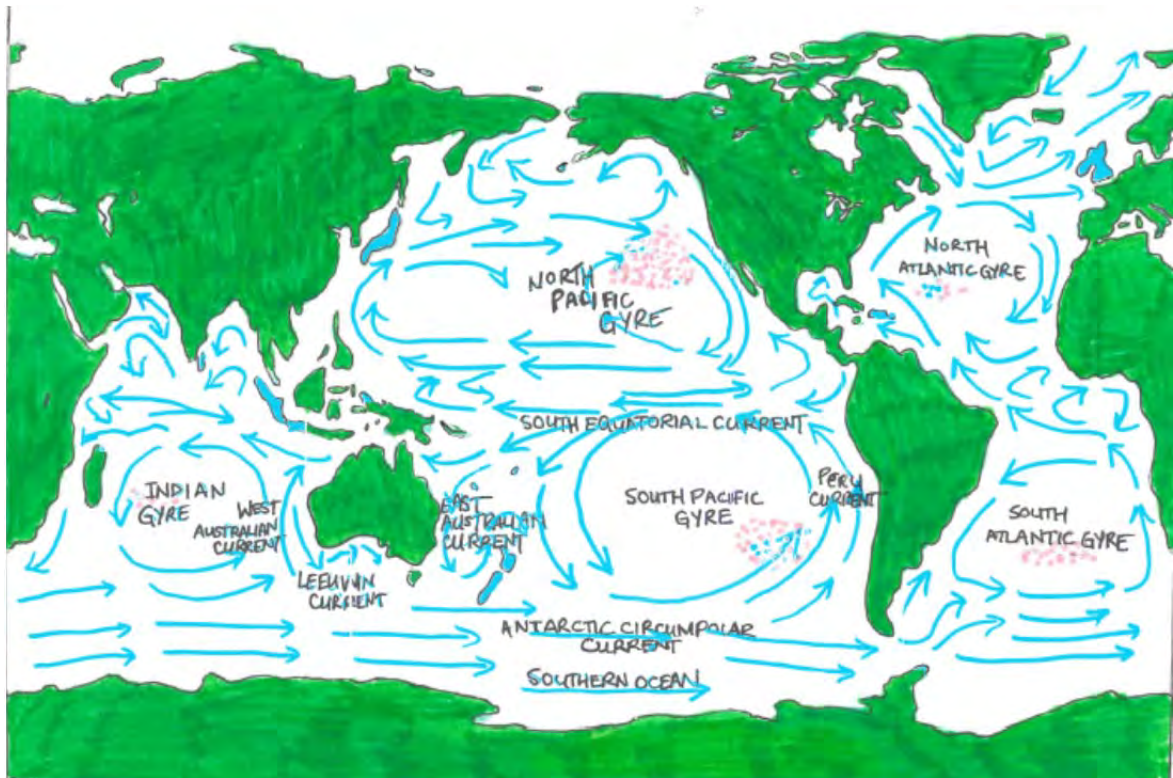 NORTH
ATLANTIC GYRE
NORTH
PACIFIC
GYRE
SOUTH EQUATORIAL CURRENT
INDIAN
GYRE
WEST
AUSTRALIAN
CURRENT
EAST
AUSTRALIAN
CURRENT
SOUTH PACIFIC
GYRE
PERU
CURRENT
SOUTH
ATLANTIC GYRE
LEEUWIN
CURRENT
ANTARCTIC CIRCUMPOLAR
CURRENT
SOUTHERN OCEAN